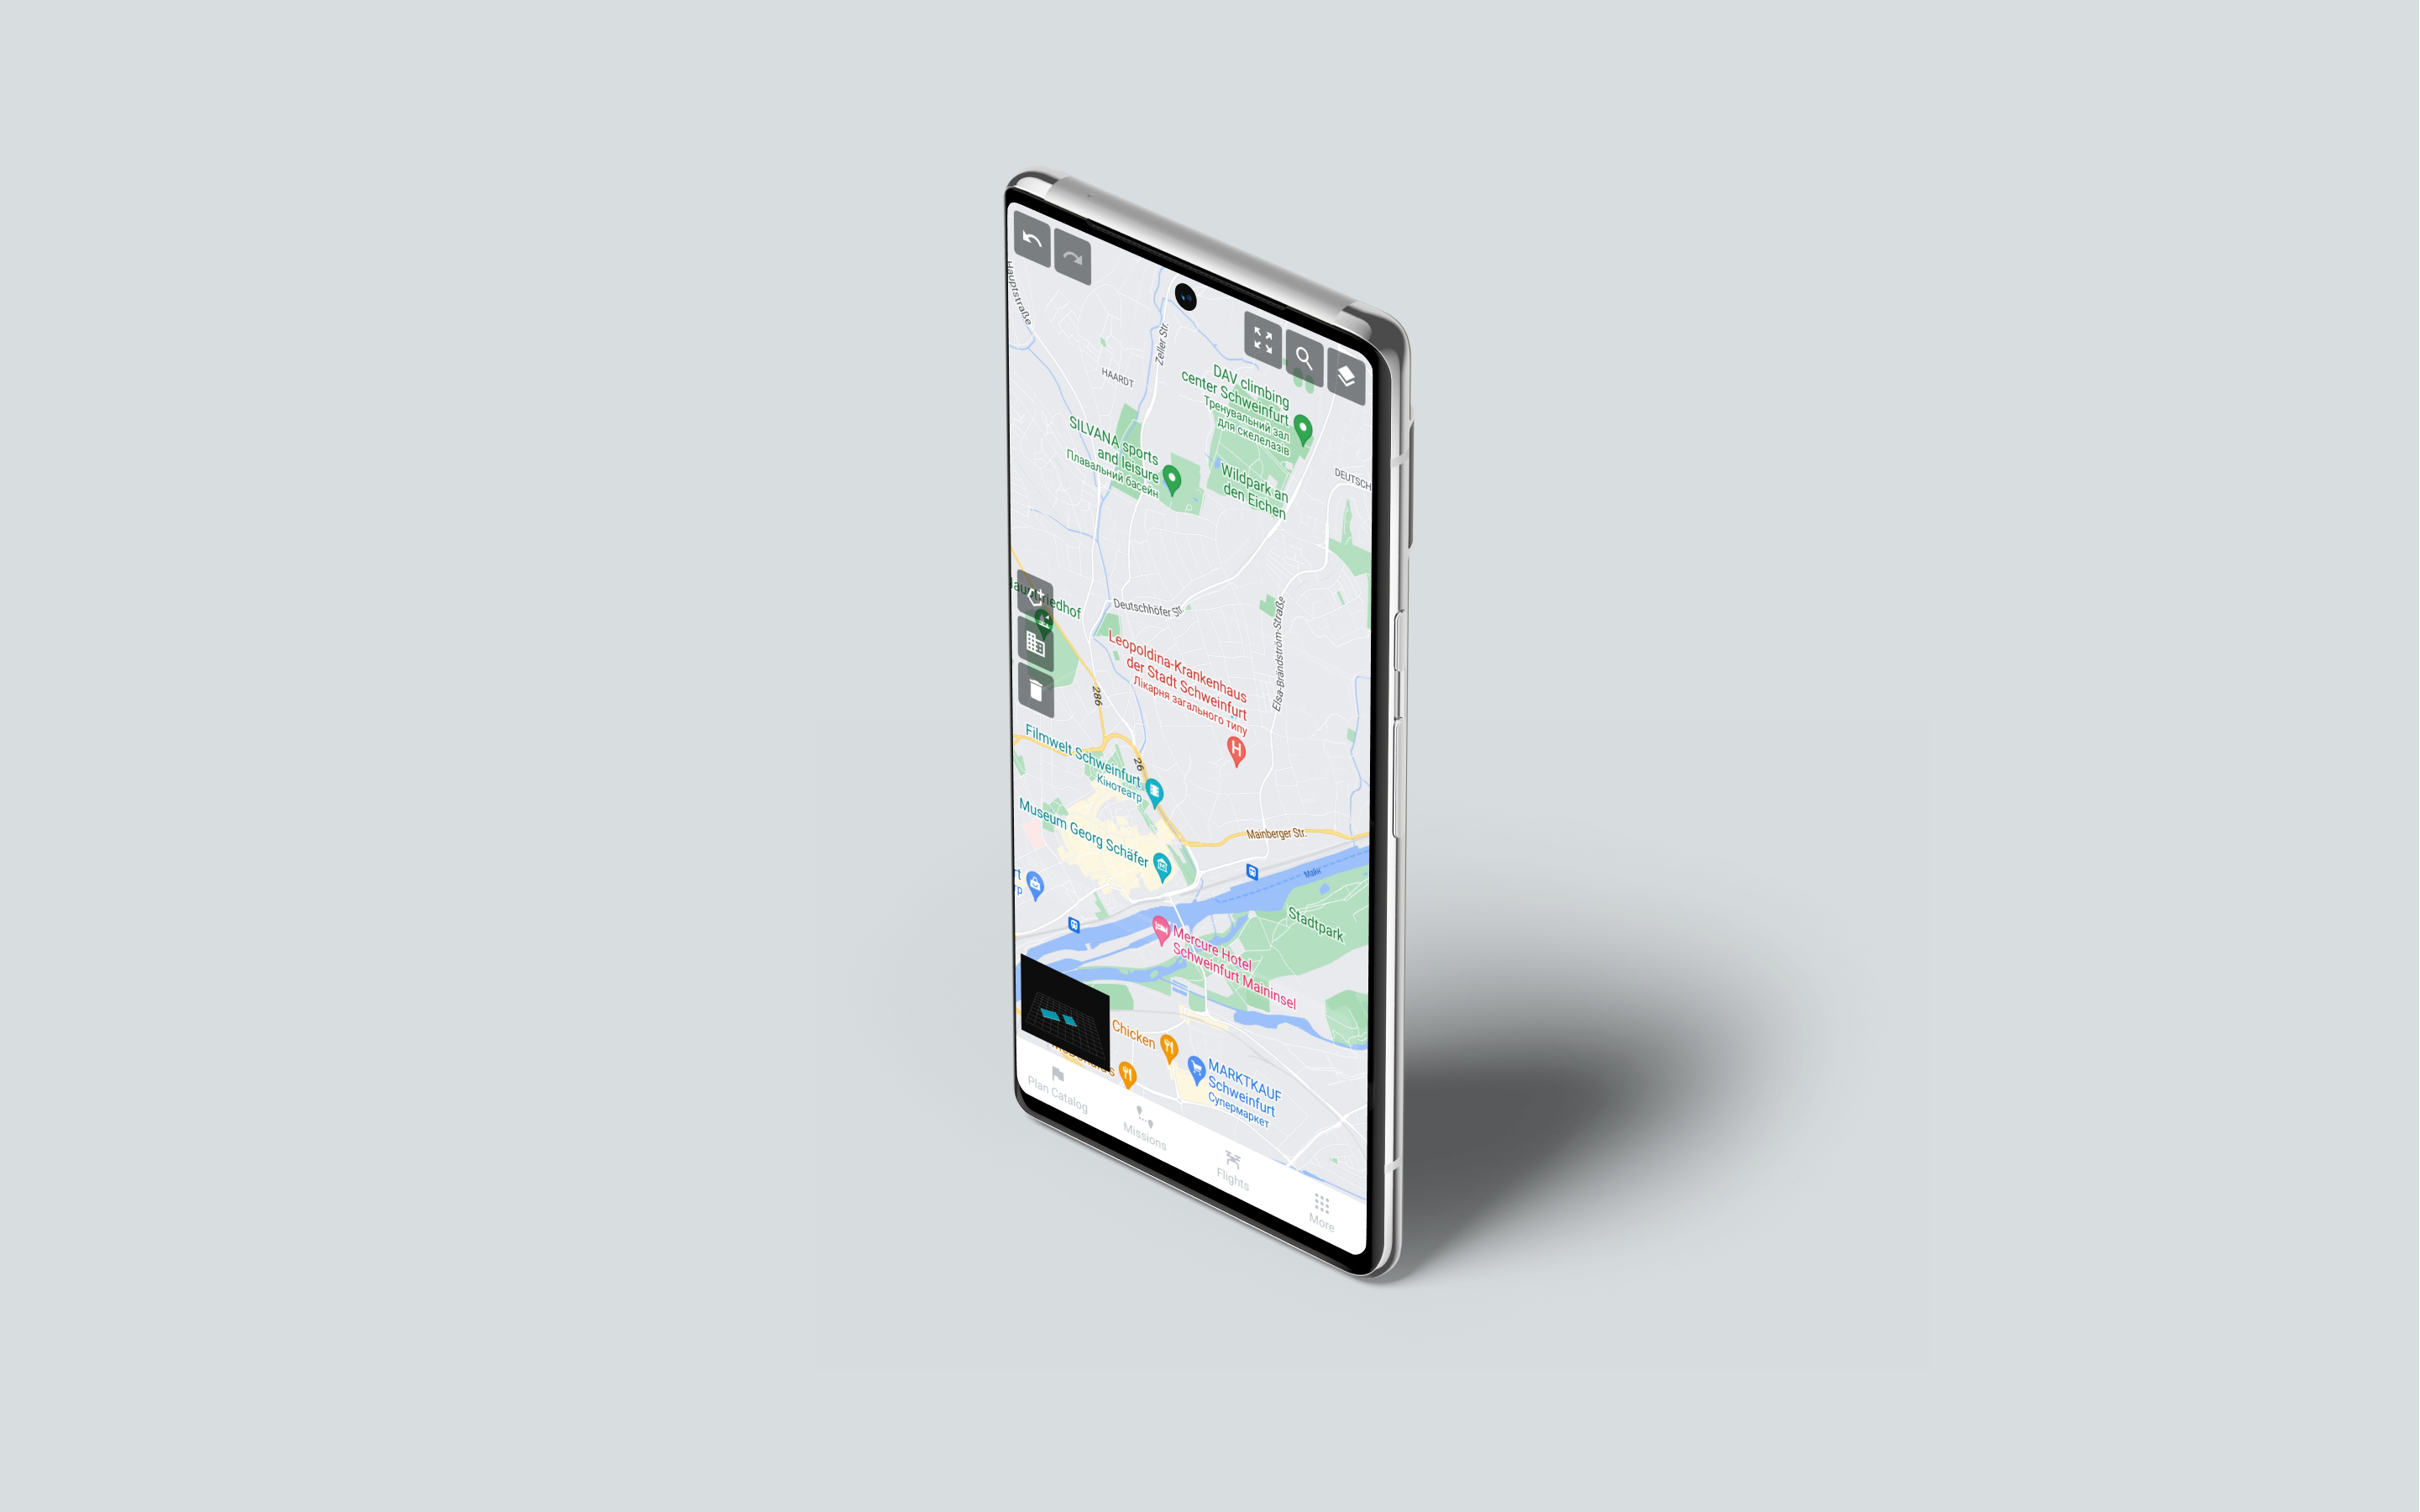 Hauptstraße
Zeller Str.
HAARDT
DAV climbing
center Schweinfurt
Тренувальний зал
для скелелазів
SILVANA sports
and leisure
Плавальний басейн
Wildpark an
den Eichen
DEUTSCH
Deutschhöfer Str.
Elsa-Brändström-Straße
Leopoldina-Krankenhaus
der Stadt Schweinfurt
Лікарня загального типу
H
286
Filmwelt Schweinfurt
Кінотеатр
26
Museum Georg Schäfer
Mainberger Str.
Майн
Stadtpark
Mercure Hotel
Schweinfurt Maininsel
Chicken
MARKTKAUF
Schweinfurt
Супермаркет
Plan Catalog
Missions
Flights
More